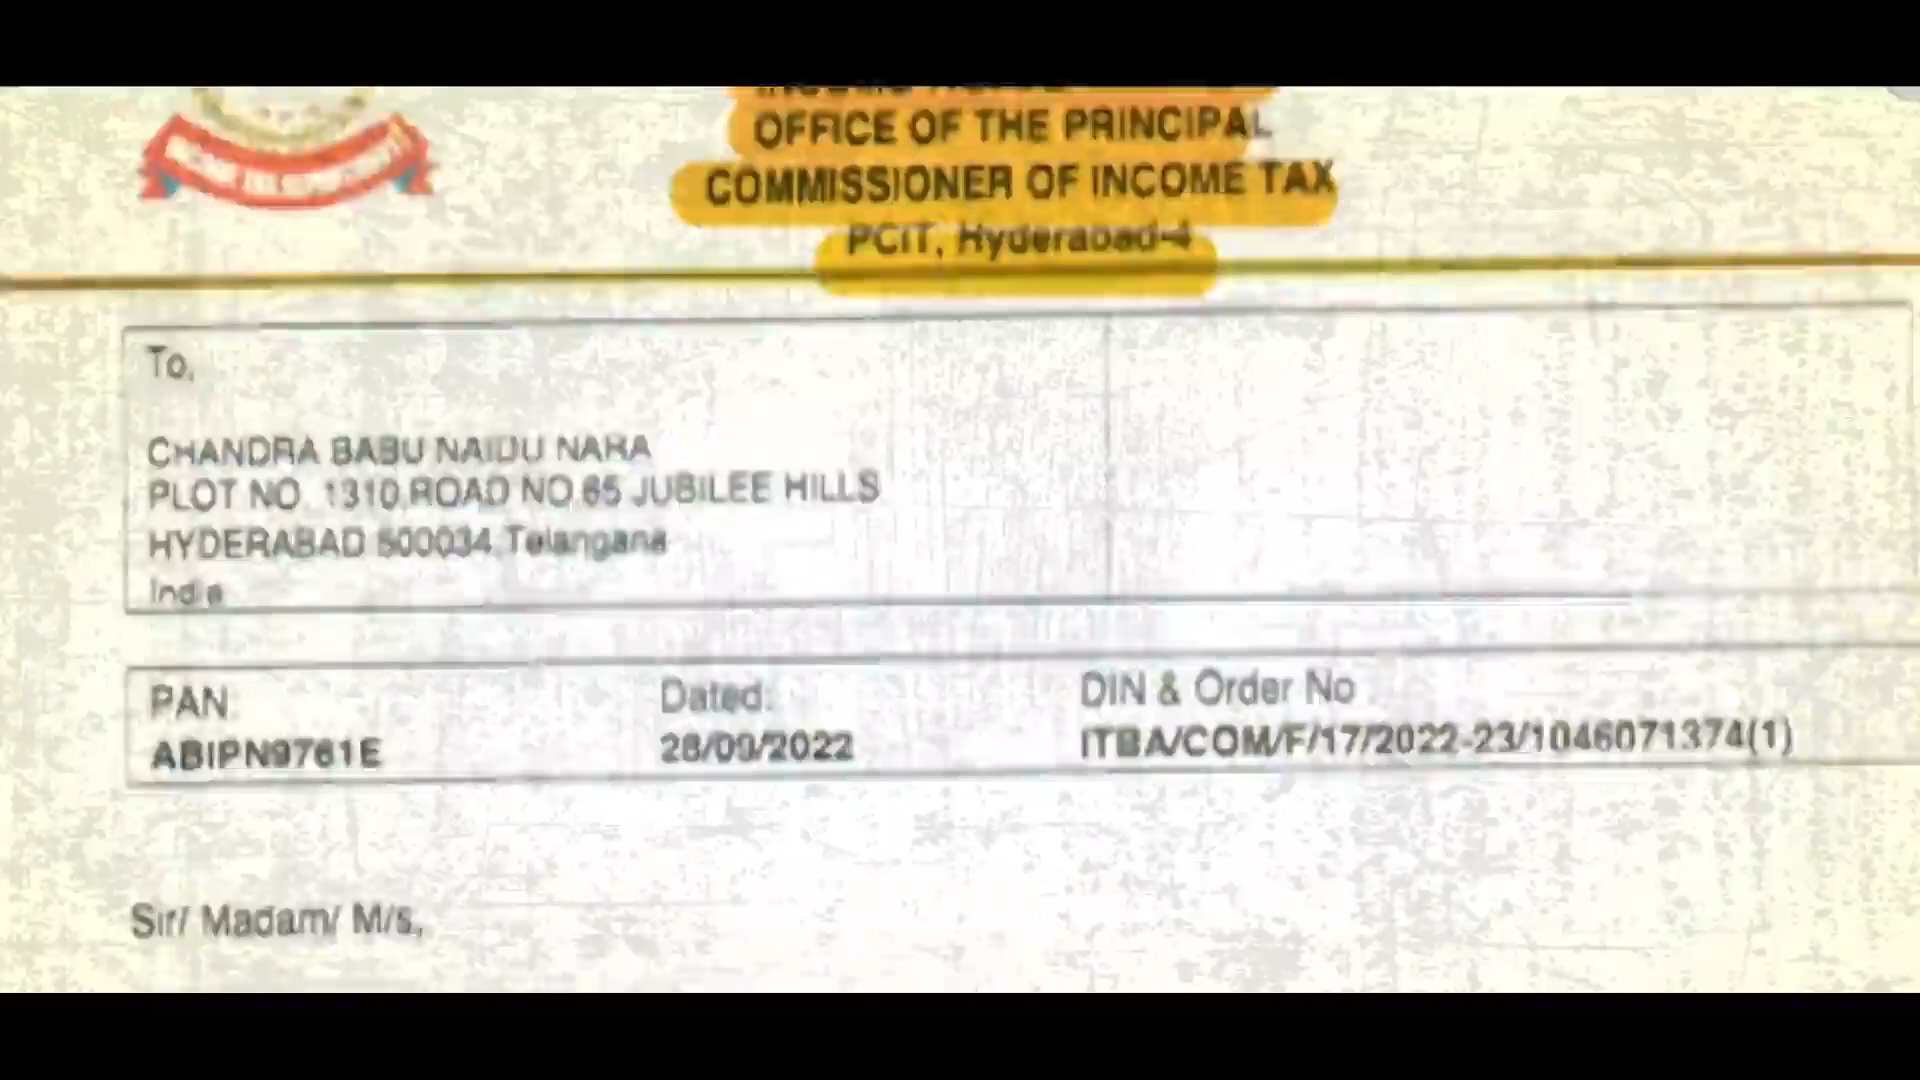 OFFICE OF THE PRINCIPAL
COMMISSIONER OF INCOME TAX
PCIT, Hyderabad-4
To,
CHANDRA BABU NAIDU NARA
PLOT NO 1310,ROAD NO 65 JUBILEE HILLS
HYDERABAD 500034,Telangana
India
PAN Dated: DIN & Order No
ABIPN9761E 28/09/2022 ITBA/COM/F/17/2022-23/1046071374(1)
Sir/ Madam/ M/s,